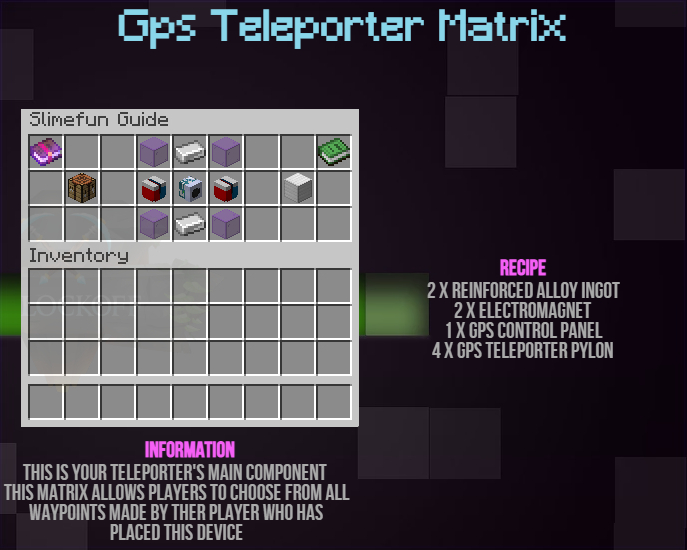 Gps Teleporter Matrix
Slimefun Guide
Inventory
LOCKOFF
RECIPE
2 X REINFORCED ALLOY INGOT
2 X ELECTROMAGNET
1 X GPS CONTROL PANEL
4 X GPS TELEPORTER PYLON
INFORMATION
THIS IS YOUR TELEPORTER'S MAIN COMPONENT
THIS MATRIX ALLOWS PLAYERS TO CHOOSE FROM ALL
WAYPOINTS MADE BY THER PLAYER WHO HAS
PLACED THIS DEVICE